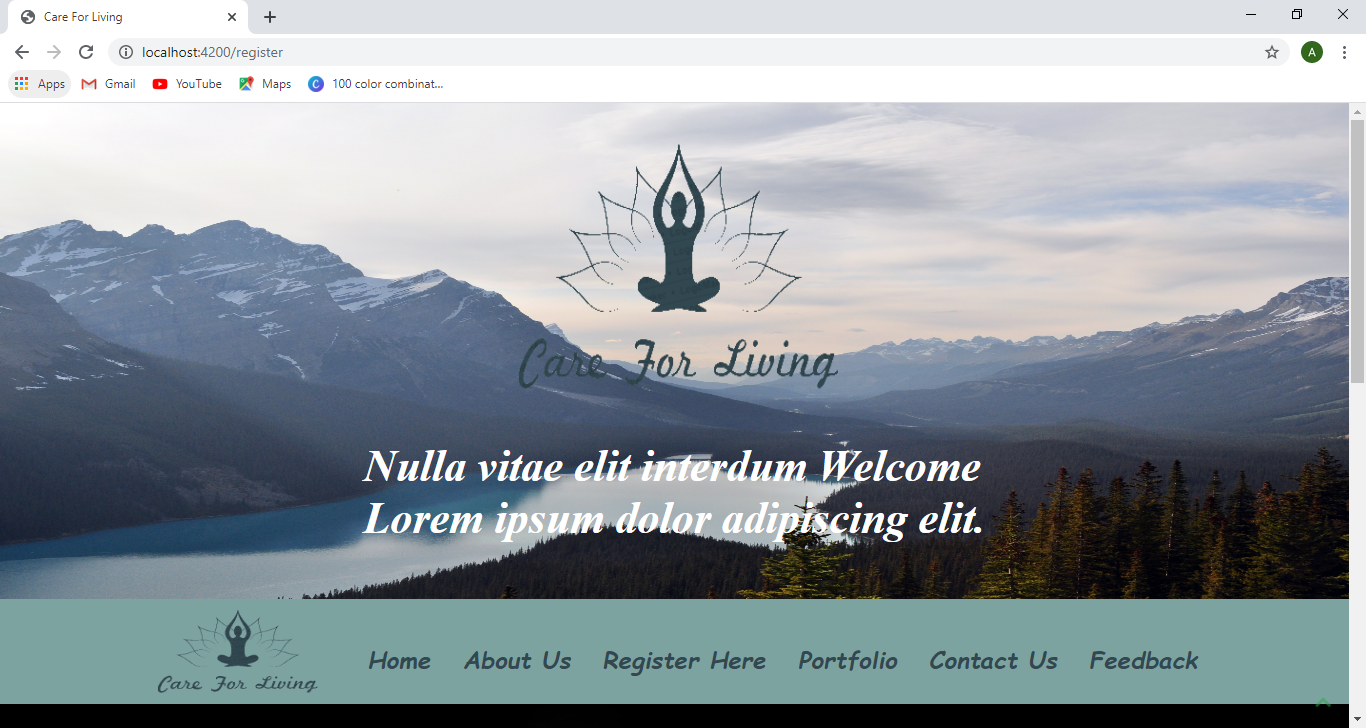 Care For Living
localhost:4200/register
A
Apps Gmail YouTube Maps 100 color combinat...
Care For Living
Nulla vitae elit interdum Welcome
Lorem ipsum dolor adipiscing elit.
Care For Living
Home About Us Register Here Portfolio Contact Us Feedback